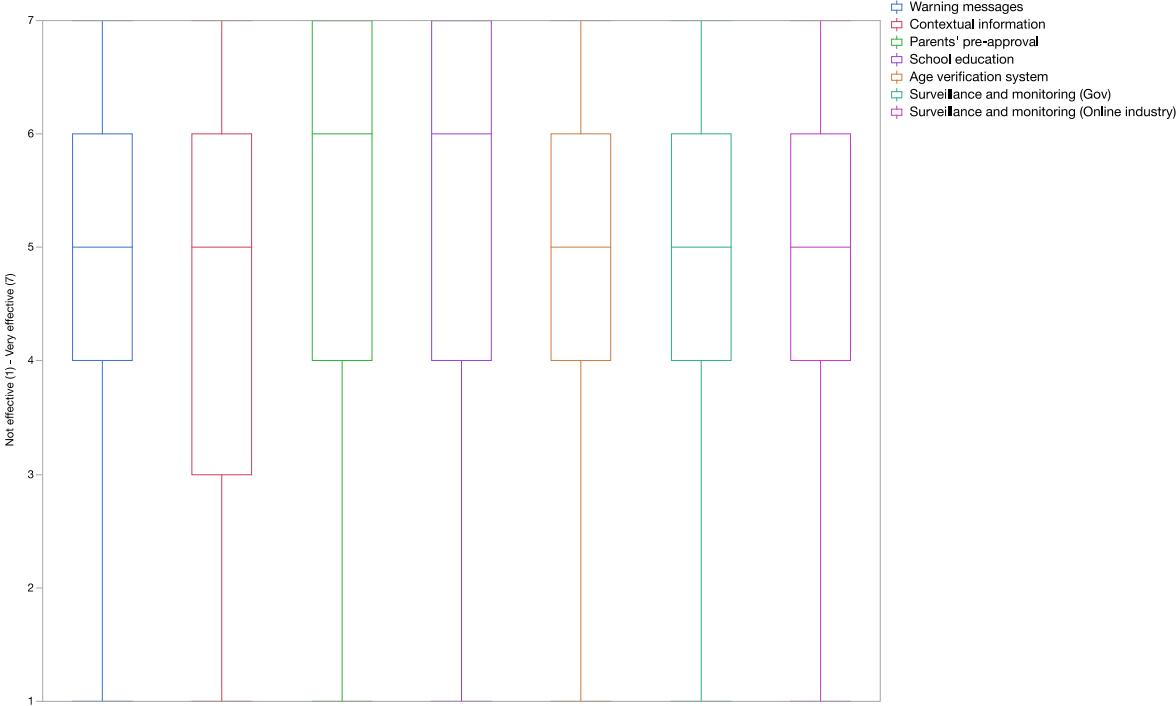 Warning messages
Contextual information
Parents' pre-approval
School education
Age verification system
Surveillance and monitoring (Gov)
Surveillance and monitoring (Online industry)
Not effective (1) - Very effective (7)
7
6
5
4
3
2
1